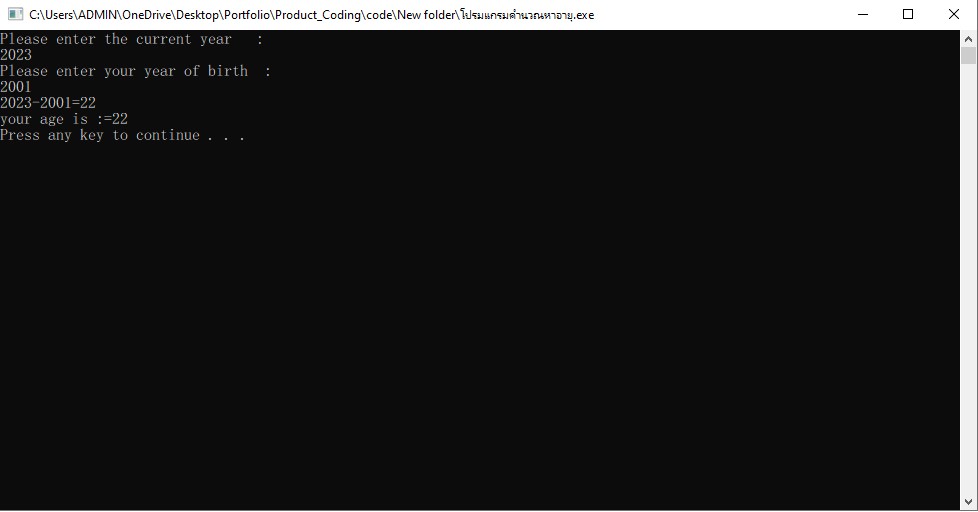 C:\Users\ADMIN\OneDrive\Desktop\Portfolio\Product_Coding\code\New folder\โปรมแกรมคำนวณหาอายุ.exe
Please enter the current year   :
2023
Please enter your year of birth  :
2001
2023-2001=22
your age is :=22
Press any key to continue . . .